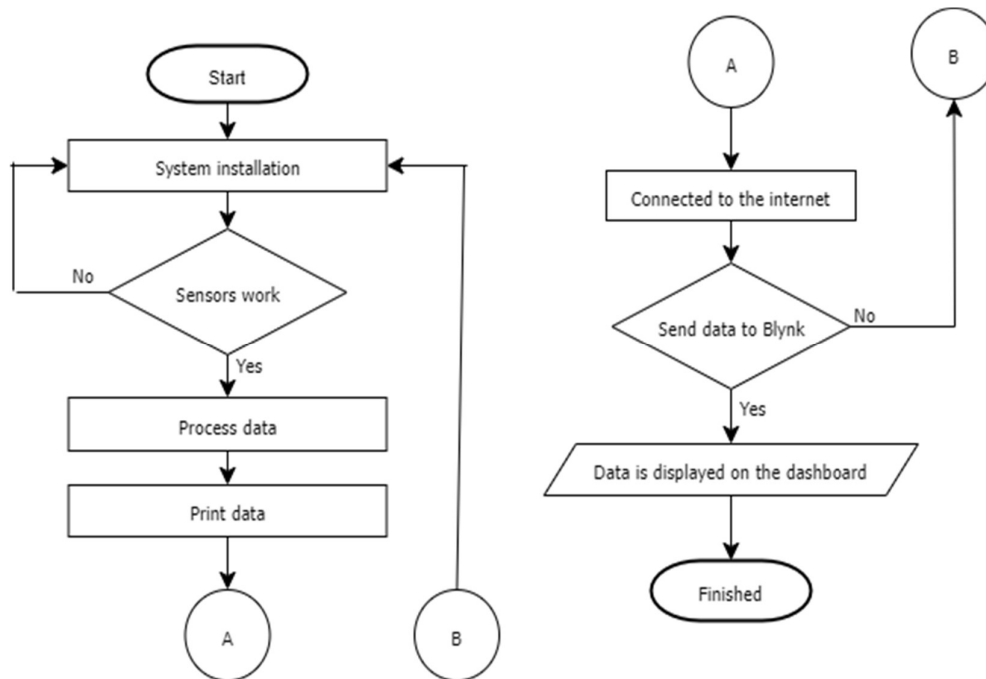 Start
System installation
No
Sensors work
Yes
Process data
Print data
A
B
A
B
Connected to the internet
Send data to Blynk
No
Yes
Data is displayed on the dashboard
Finished